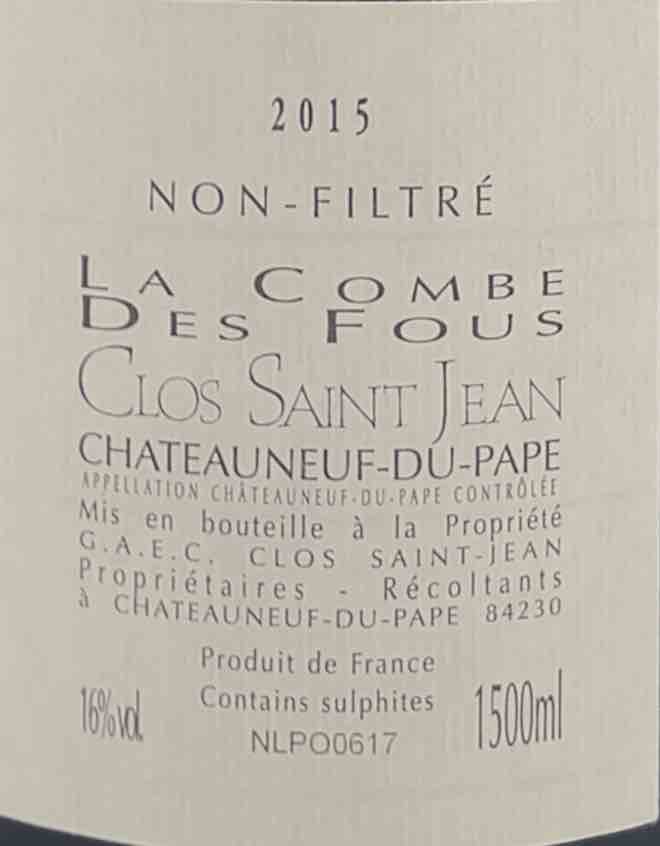 2015
NON-FILTRÉ
LA COMBE
DES FOUS
CLOS SAINT JEAN
CHATEAUNEUF-DU-PAPE
APPELLATION CHÂTEAUNEUF-DU-PAPE CONTRÔLÉE
Mis en bouteille à la Propriété
G.A.E.C. CLOS SAINT-JEAN
Propriétaires - Récoltants
à CHATEAUNEUF-DU-PAPE 84230
Produit de France
Contains sulphites
16%vol.
1500ml
NLPO0617